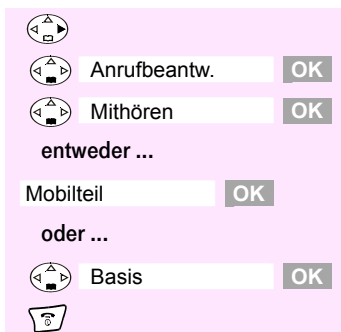 Anrufbeantw. OK
Mithören OK
entweder ...
Mobilteil OK
oder ...
Basis OK